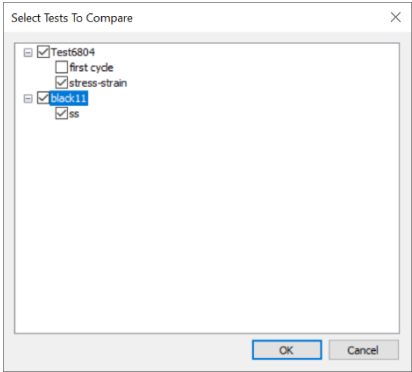 Select Tests To Compare
Test6804
first cycle
stress-strain
black11
ss
OK
Cancel